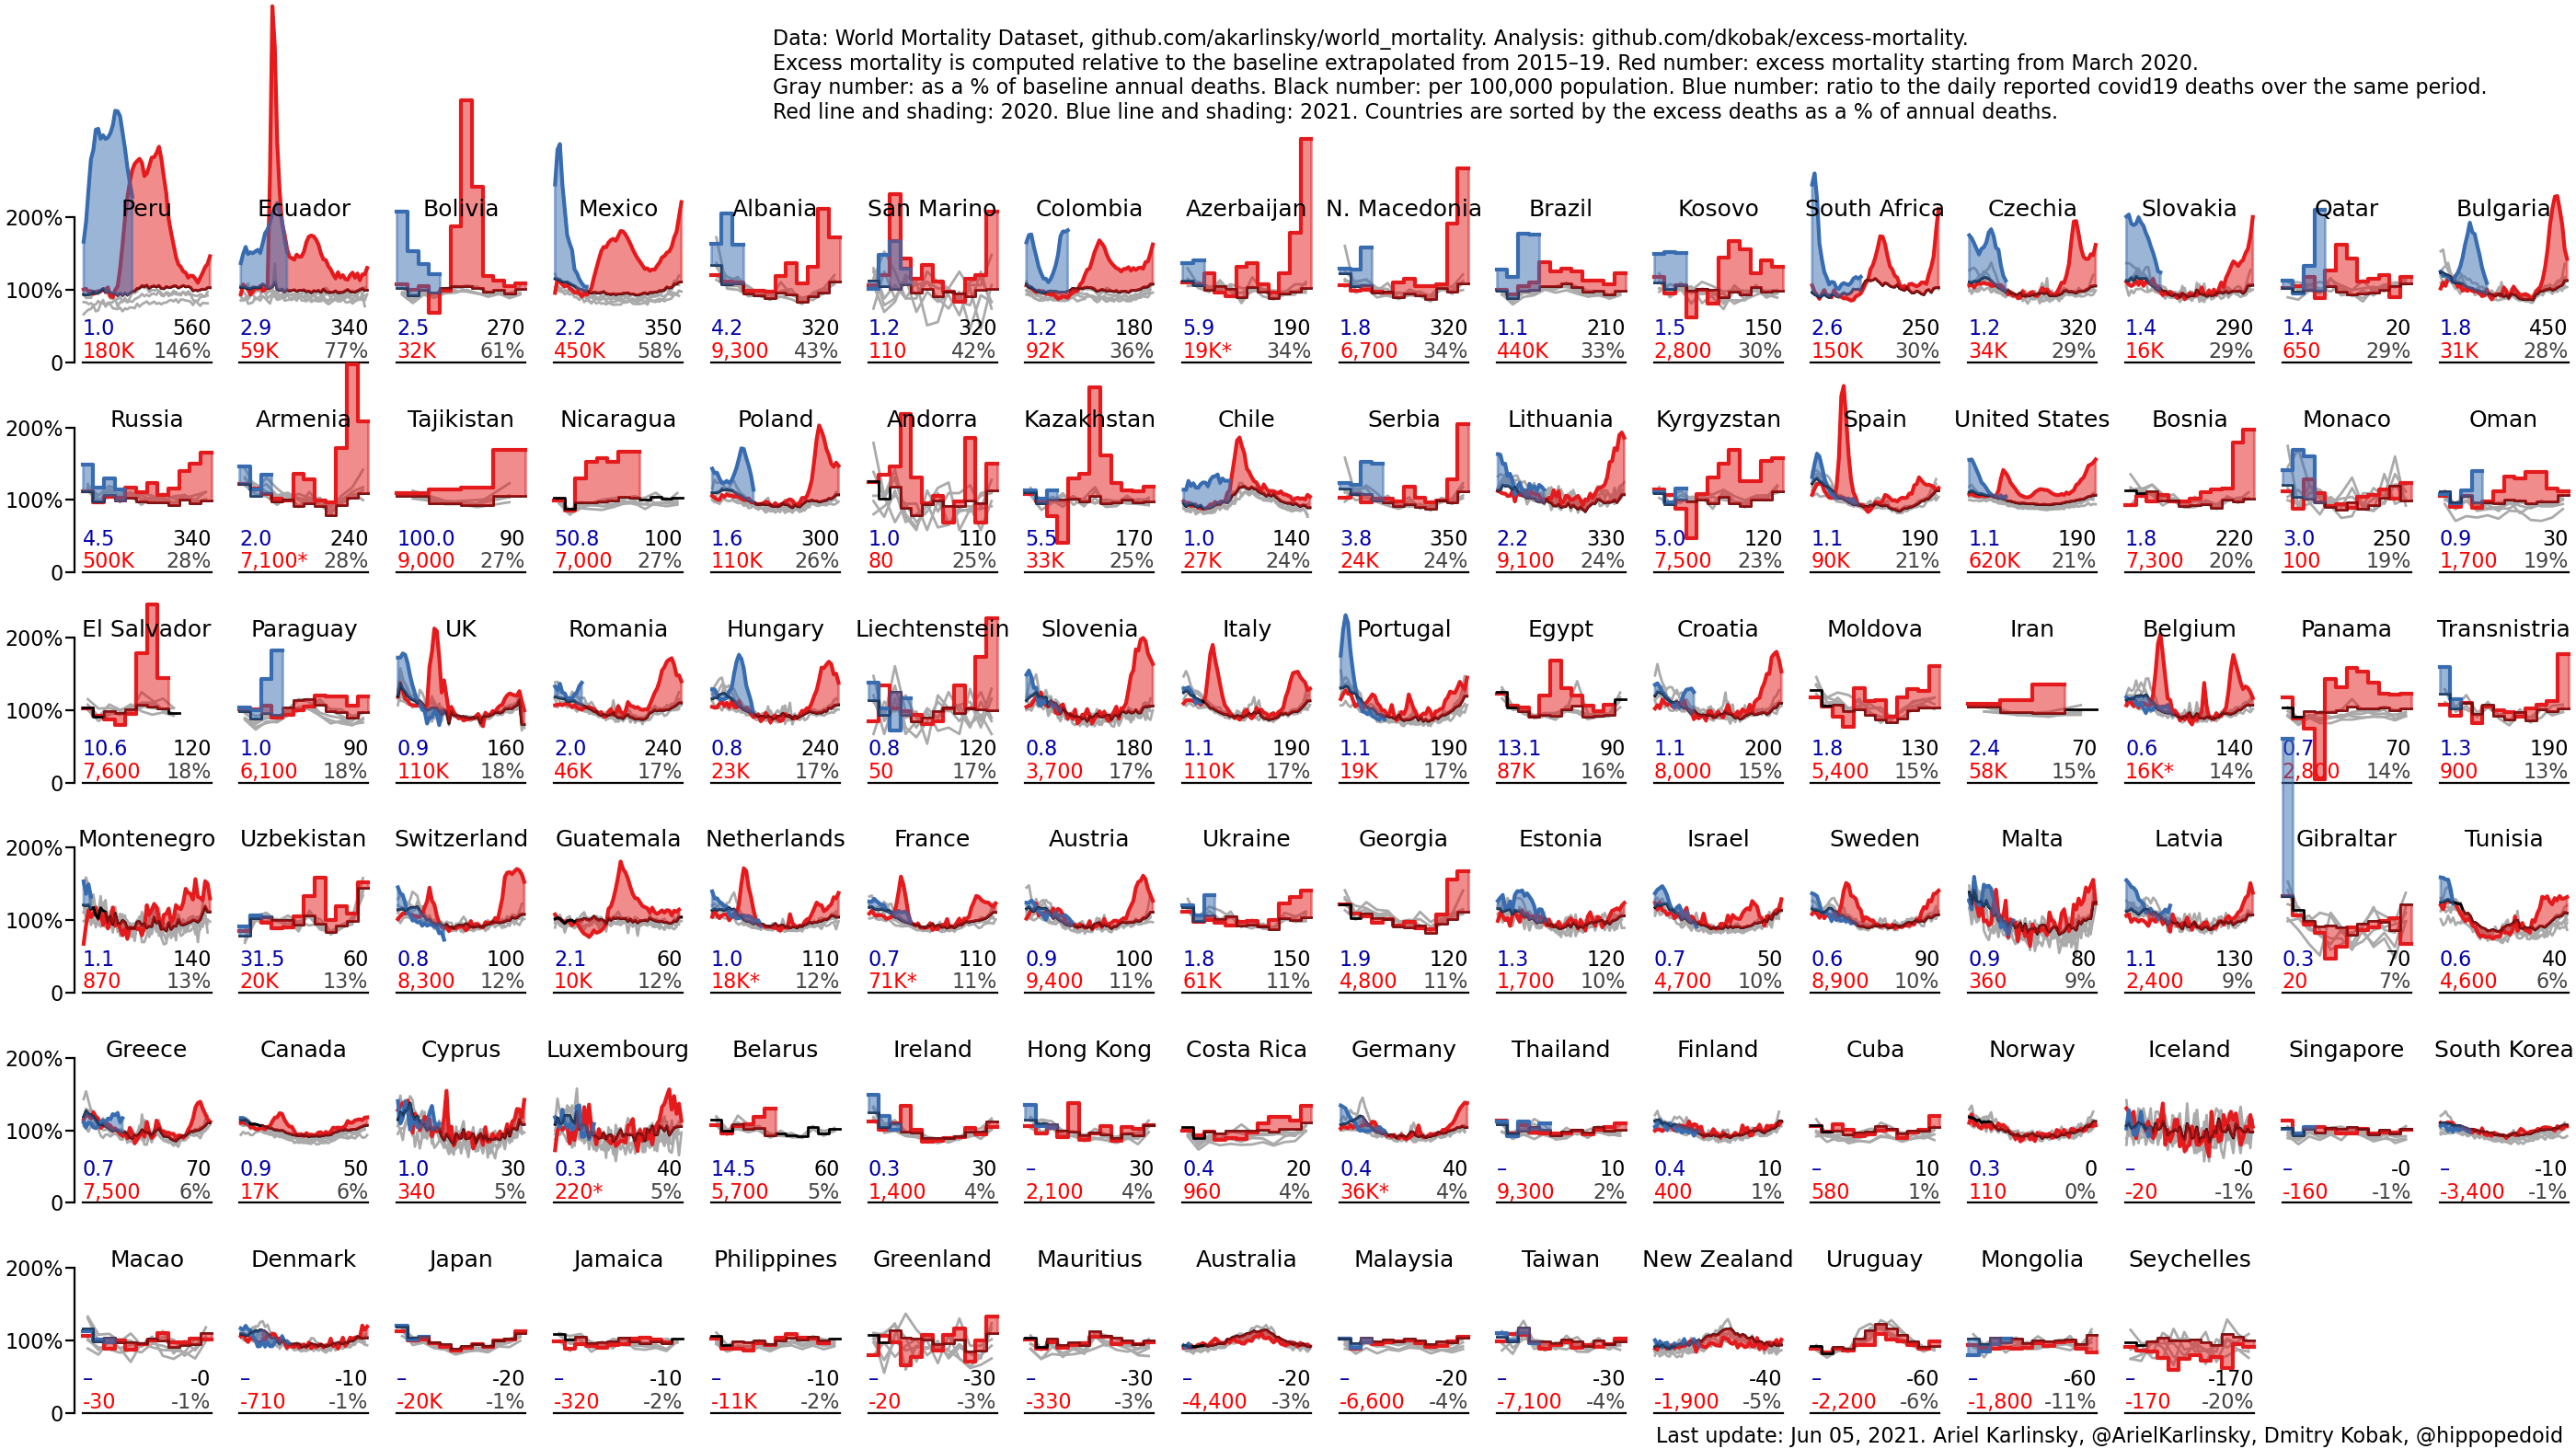 Data: World Mortality Dataset, github.com/akarlinsky/world_mortality. Analysis: github.com/dkobak/excess-mortality.
Excess mortality is computed relative to the baseline extrapolated from 2015–19. Red number: excess mortality starting from March 2020.
Gray number: as a % of baseline annual deaths. Black number: per 100,000 population. Blue number: ratio to the daily reported covid19 deaths over the same period.
Red line and shading: 2020. Blue line and shading: 2021. Countries are sorted by the excess deaths as a % of annual deaths.
Peru Ecuador Bolivia Mexico Albania San Marino Colombia Azerbaijan N. Macedonia Brazil Kosovo South Africa Czechia Slovakia Qatar Bulgaria
200%
100%
1.0 560 2.9 340 2.5 270 2.2 350 4.2 320 1.2 320 1.2 180 5.9 190 1.8 320 1.1 210 1.5 150 2.6 250 1.2 320 1.4 290 1.4 20 1.8 450
0 180K 146% 59K 77% 32K 61% 450K 58% 9,300 43% 110 42% 92K 36% 19K* 34% 6,700 34% 440K 33% 2,800 30% 150K 30% 34K 29% 16K 29% 650 29% 31K 28%
Russia Armenia Tajikistan Nicaragua Poland Andorra Kazakhstan Chile Serbia Lithuania Kyrgyzstan Spain United States Bosnia Monaco Oman
200%
100%
4.5 340 2.0 240 100.0 90 50.8 100 1.6 300 1.0 110 5.5 170 1.0 140 3.8 350 2.2 330 5.0 120 1.1 190 1.1 190 1.8 220 3.0 250 0.9 30
0 500K 28% 7,100* 28% 9,000 27% 7,000 27% 110K 26% 80 25% 33K 25% 27K 24% 24K 24% 9,100 24% 7,500 23% 90K 21% 620K 21% 7,300 20% 100 19% 1,700 19%
El Salvador Paraguay UK Romania Hungary Liechtenstein Slovenia Italy Portugal Egypt Croatia Moldova Iran Belgium Panama Transnistria
200%
100%
10.6 120 1.0 90 0.9 160 2.0 240 0.8 240 0.8 120 0.8 180 1.1 190 1.1 190 13.1 90 1.1 200 1.8 130 2.4 70 0.6 140 0.7 70 1.3 190
0 7,600 18% 6,100 18% 110K 18% 46K 17% 23K 17% 50 17% 3,700 17% 110K 17% 19K 17% 87K 16% 8,000 15% 5,400 15% 58K 15% 16K* 14% 2,800 14% 900 13%
Montenegro Uzbekistan Switzerland Guatemala Netherlands France Austria Ukraine Georgia Estonia Israel Sweden Malta Latvia Gibraltar Tunisia
200%
100%
1.1 140 31.5 60 0.8 100 2.1 60 1.0 110 0.7 110 0.9 100 1.8 150 1.9 120 1.3 120 0.7 50 0.6 90 0.9 80 1.1 130 0.3 70 0.6 40
0 870 13% 20K 13% 8,300 12% 10K 12% 18K* 12% 71K* 11% 9,400 11% 61K 11% 4,800 11% 1,700 10% 4,700 10% 8,900 10% 360 9% 2,400 9% 20 7% 4,600 6%
Greece Canada Cyprus Luxembourg Belarus Ireland Hong Kong Costa Rica Germany Thailand Finland Cuba Norway Iceland Singapore South Korea
200%
100%
0.7 70 0.9 50 1.0 30 0.3 40 14.5 60 0.3 30 – 30 0.4 20 0.4 40 – 10 0.4 10 – 10 0.3 0 – -0 – -0 – -10
0 7,500 6% 17K 6% 340 5% 220* 5% 5,700 5% 1,400 4% 2,100 4% 960 4% 36K* 4% 9,300 2% 400 1% 580 1% 110 0% -20 -1% -160 -1% -3,400 -1%
Macao Denmark Japan Jamaica Philippines Greenland Mauritius Australia Malaysia Taiwan New Zealand Uruguay Mongolia Seychelles
200%
100%
– -0 – -10 – -20 – -10 – -10 – -30 – -30 – -20 – -20 – -30 – -40 – -60 – -60 – -170
0 -30 -1% -710 -1% -20K -1% -320 -2% -11K -2% -20 -3% -330 -3% -4,400 -3% -6,600 -4% -7,100 -4% -1,900 -5% -2,200 -6% -1,800 -11% -170 -20%
Last update: Jun 05, 2021. Ariel Karlinsky, @ArielKarlinsky, Dmitry Kobak, @hippopedoid